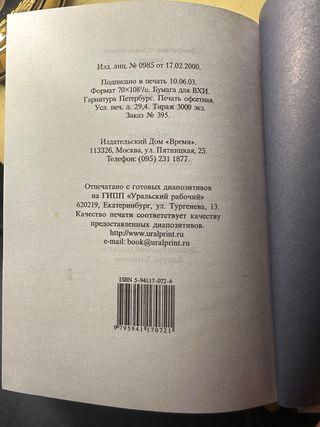 Изд. лиц. № 0985 от 17.02.2000.
Подписано в печать 10.06.03.
Формат 70×108¹/₃₂. Бумага для ВХИ.
Гарнитура Петербург. Печать офсетная.
Усл. печ. л. 29,4. Тираж 3000 экз.
Заказ № 395.
Издательский Дом «Время».
113326, Москва, ул. Пятницкая, 25.
Телефон: (095) 231 1877.
Отпечатано с готовых диапозитивов
на ГИПП «Уральский рабочий»
620219, Екатеринбург, ул. Тургенева, 13.
Качество печати соответствует качеству
предоставленных диапозитивов.
http://www.uralprint.ru
e-mail: book@uralprint.ru
ISBN 5-94117-072-6
9795941170721